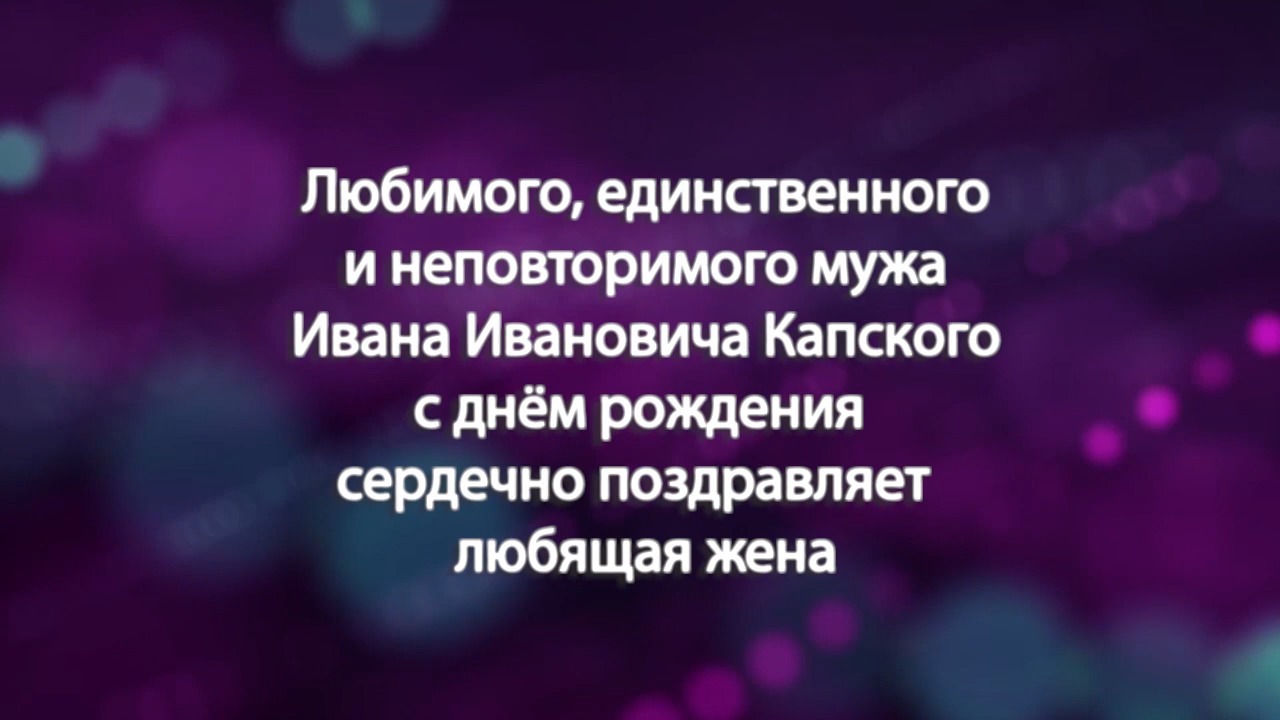 Любимого, единственного
и неповторимого мужа
Ивана Ивановича Капского
с днём рождения
сердечно поздравляет
любящая жена